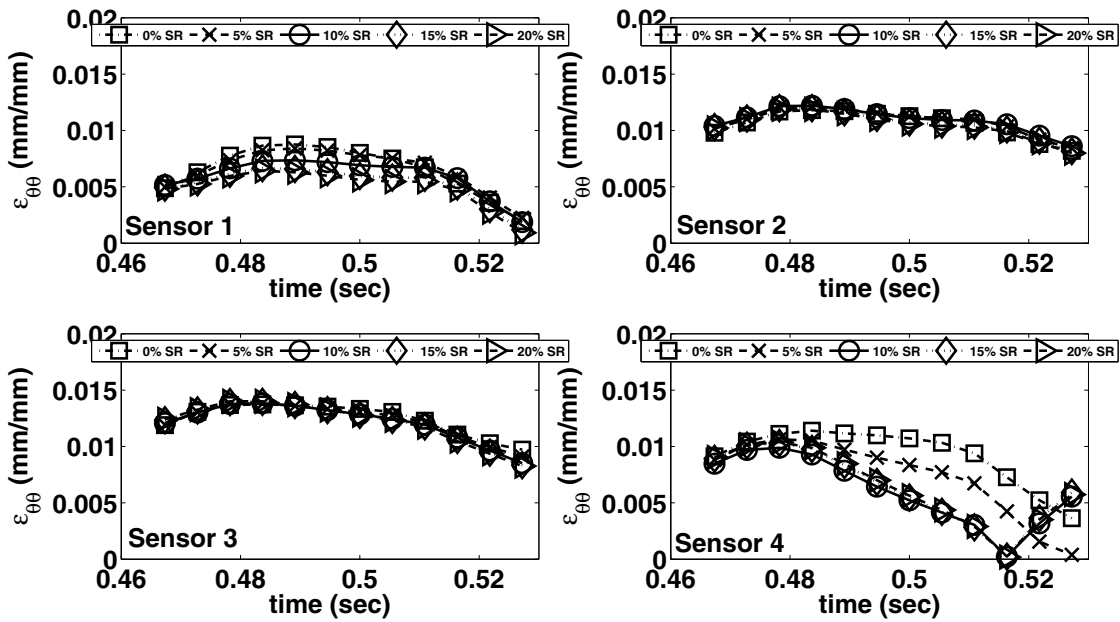 0.02
0% SR 5% SR 10% SR 15% SR 20% SR
0.015
0.01
0.005
0
εθθ (mm/mm)
Sensor 1
0.46 0.48 0.5 0.52
time (sec)
0.02
0% SR 5% SR 10% SR 15% SR 20% SR
0.015
0.01
0.005
0
εθθ (mm/mm)
Sensor 2
0.46 0.48 0.5 0.52
time (sec)
0.02
0% SR 5% SR 10% SR 15% SR 20% SR
0.015
0.01
0.005
0
εθθ (mm/mm)
Sensor 3
0.46 0.48 0.5 0.52
time (sec)
0.02
0% SR 5% SR 10% SR 15% SR 20% SR
0.015
0.01
0.005
0
εθθ (mm/mm)
Sensor 4
0.46 0.48 0.5 0.52
time (sec)